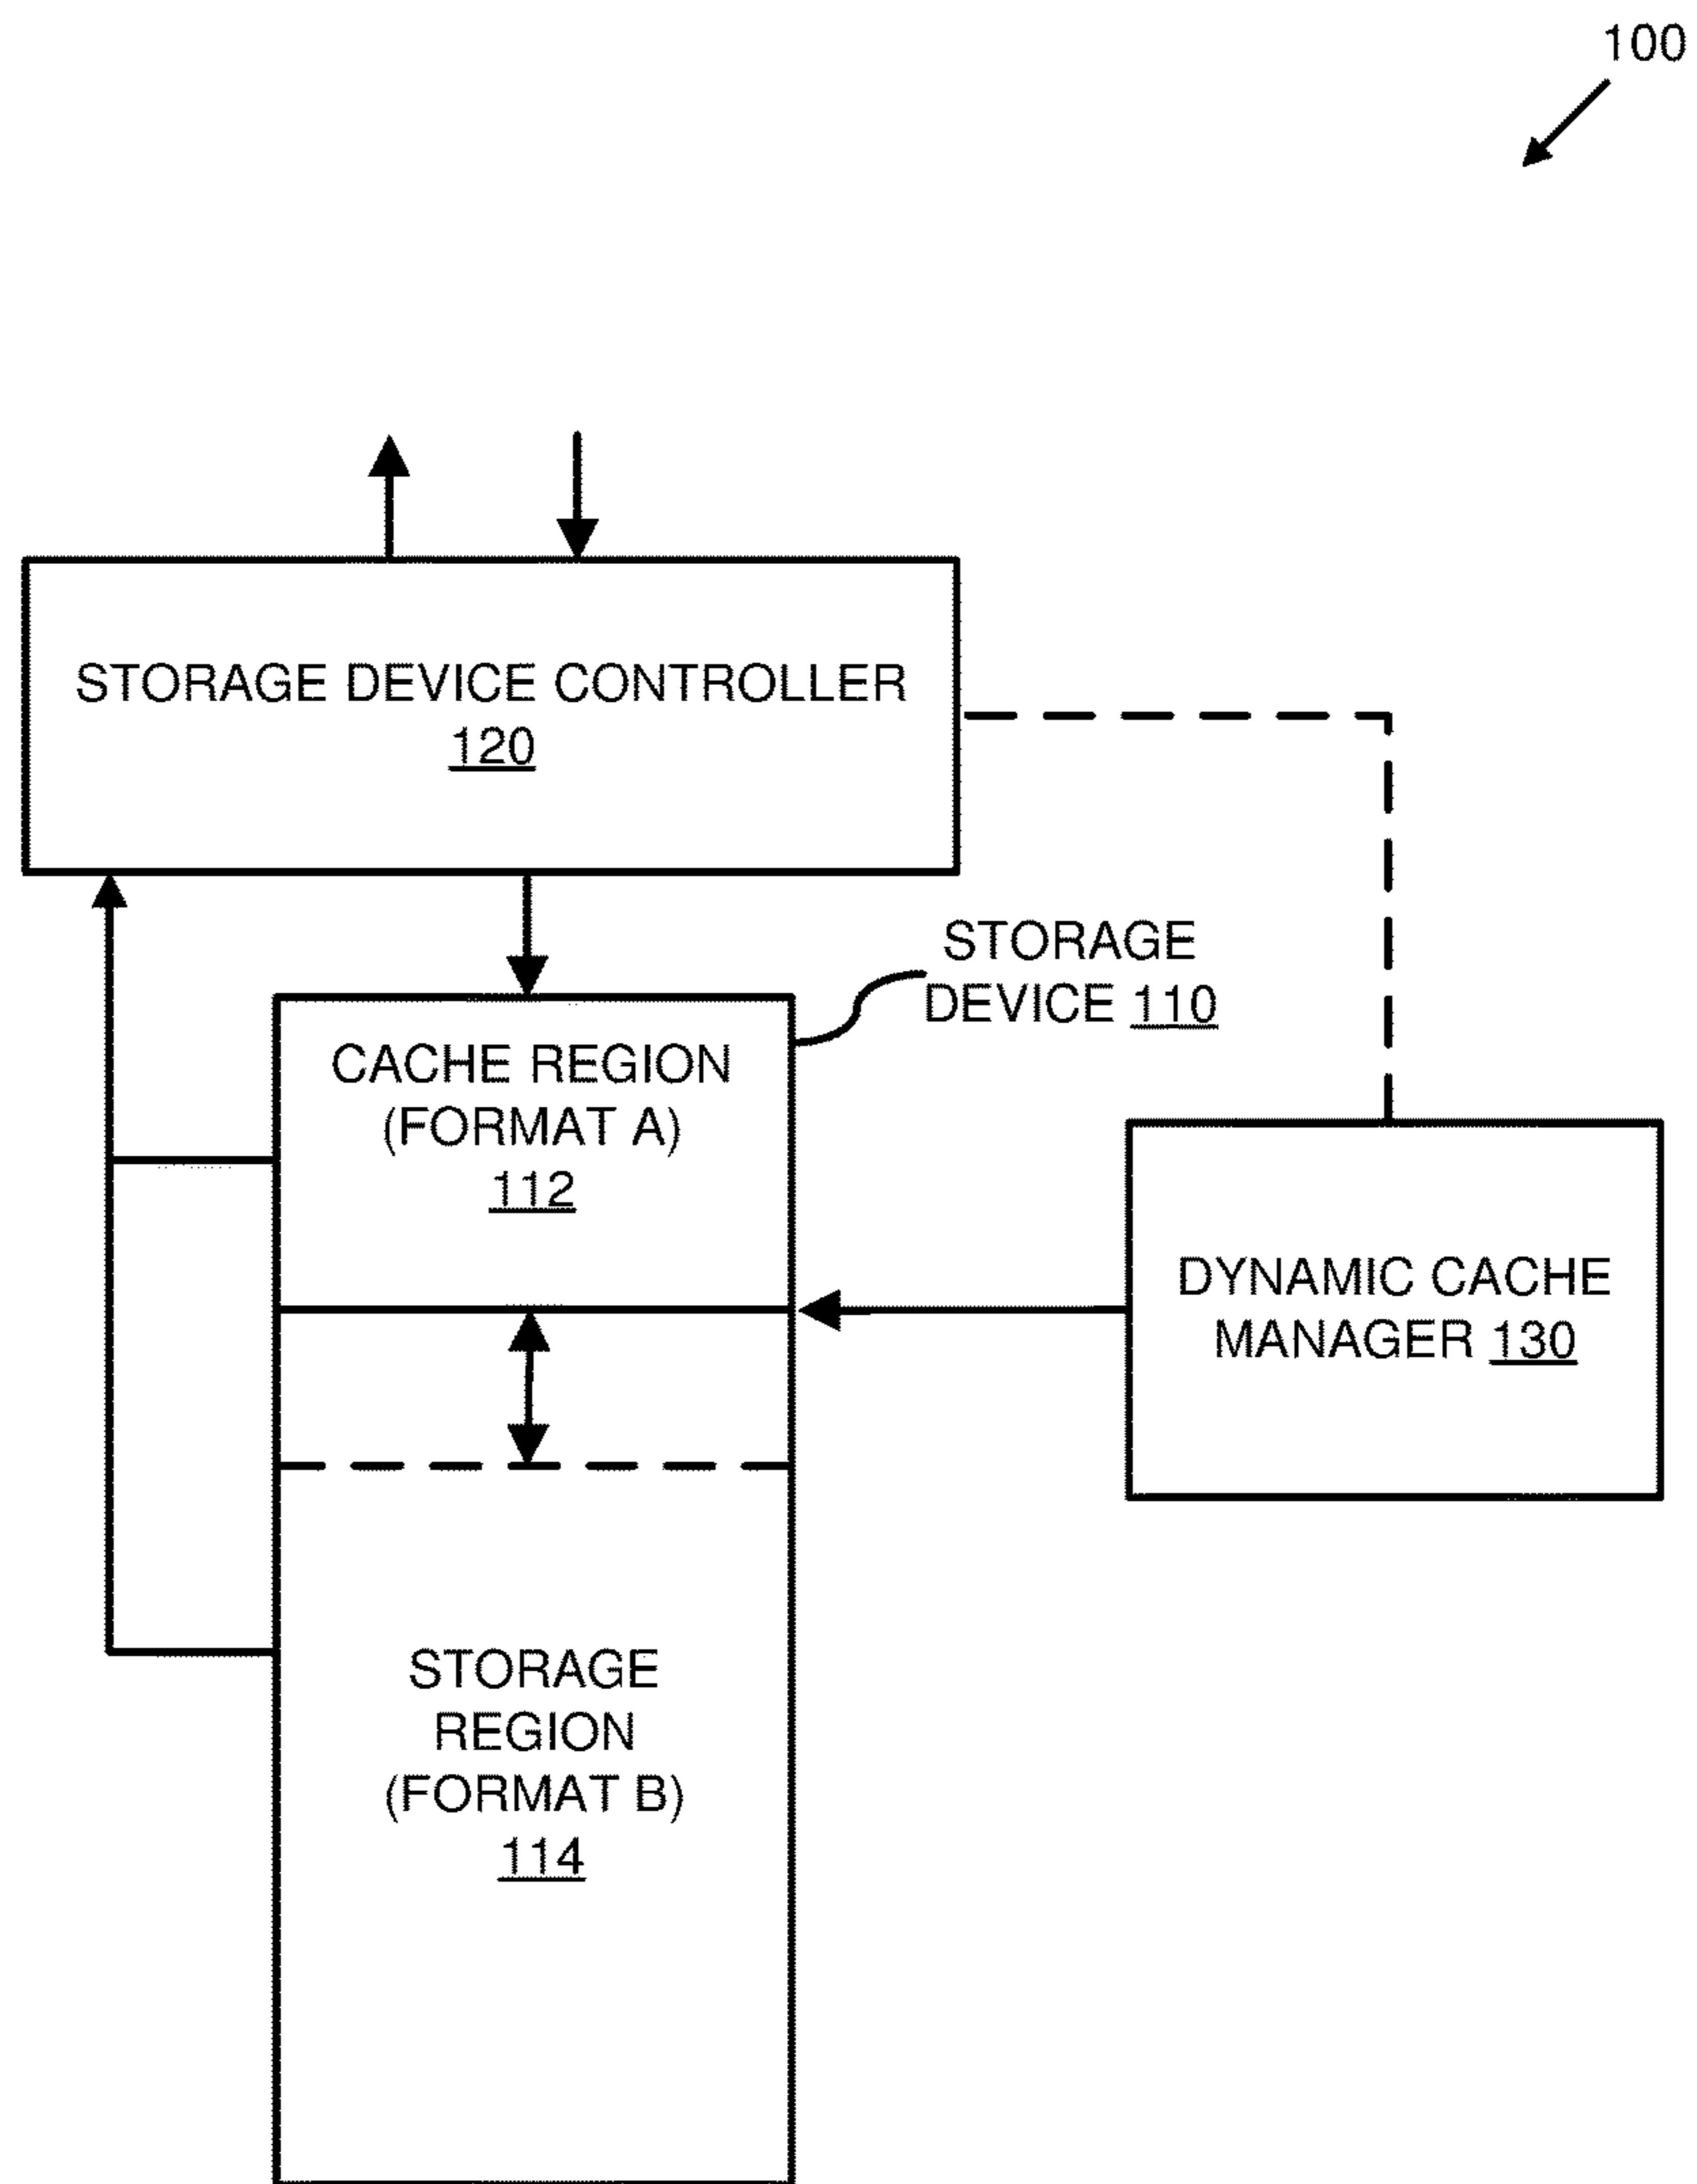 100
STORAGE DEVICE CONTROLLER
120
STORAGE
DEVICE 110
CACHE REGION
(FORMAT A)
112
DYNAMIC CACHE
MANAGER 130
STORAGE
REGION
(FORMAT B)
114